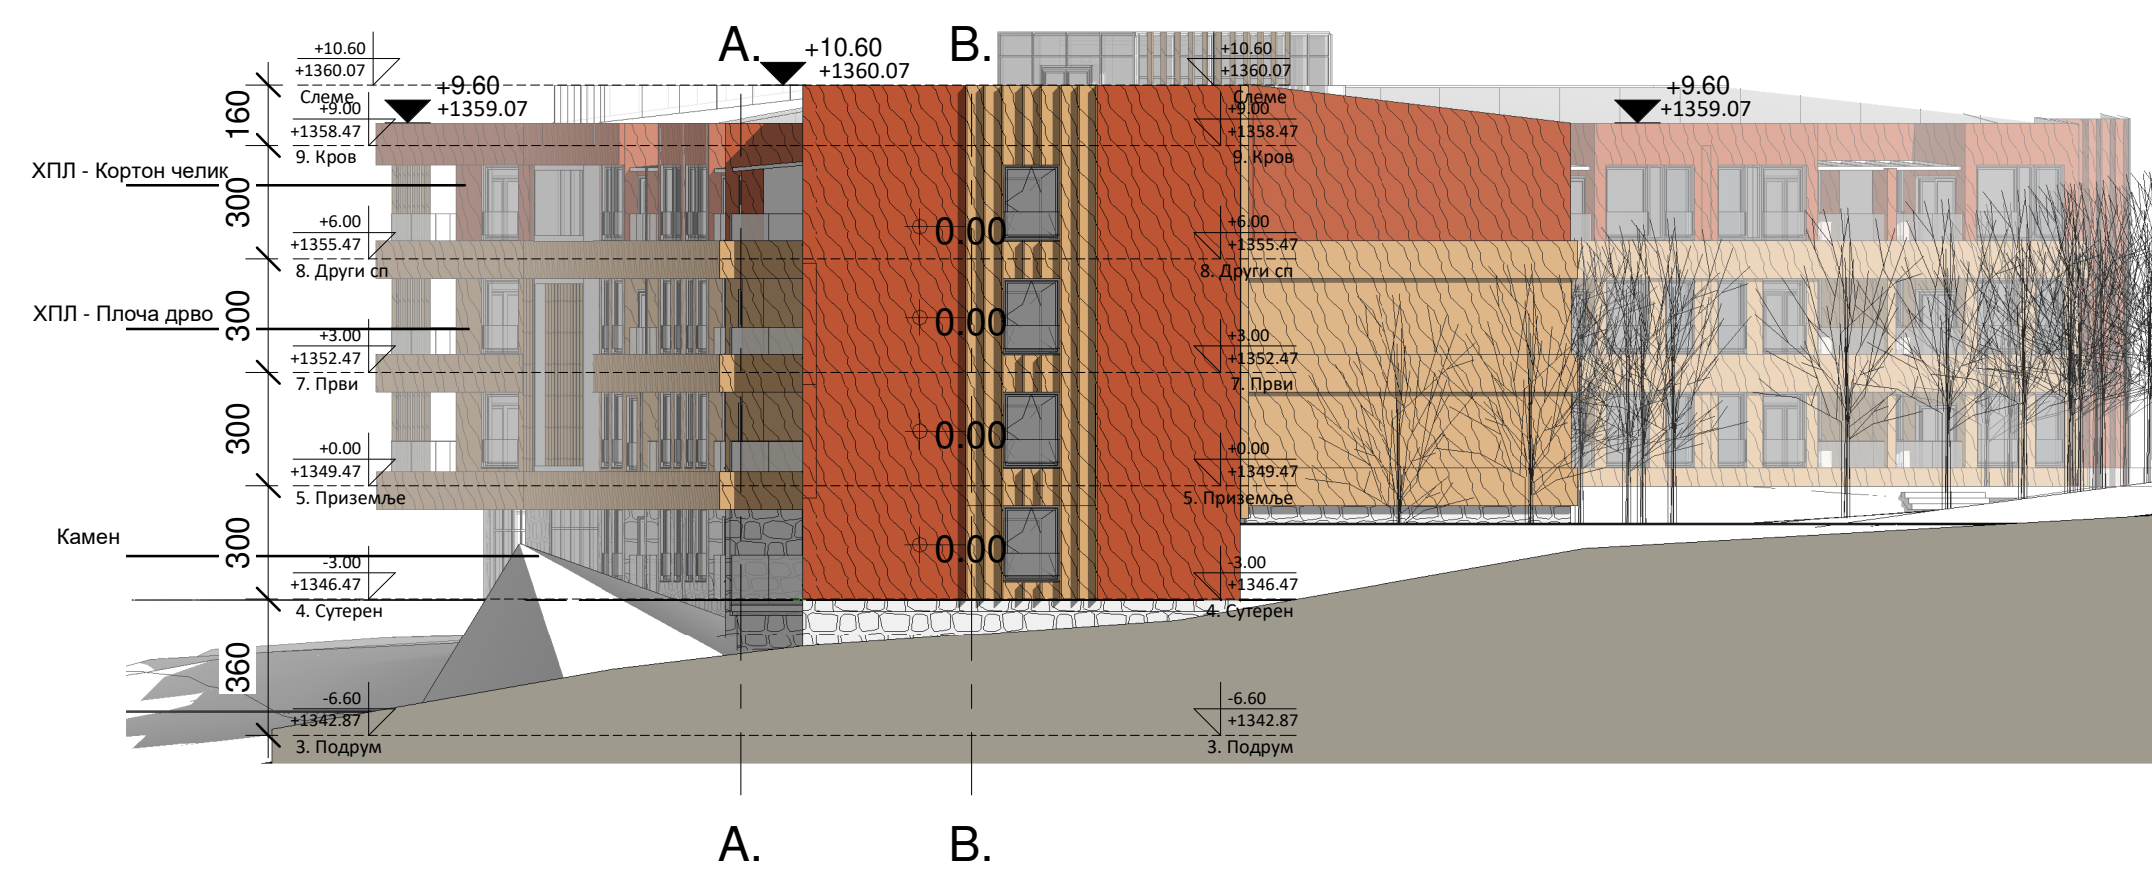 A.
B.
+10.60
+1360.07
Слеме
+10.60
+1360.07
+10.60
+1360.07
Слеме
+9.60
+1359.07
+9.60
+1359.07
160
+9.00
+1358.47
9. Кров
+9.00
+1358.47
9. Кров
ХПЛ - Кортон челик
300
+6.00
+1355.47
8. Други сп
0.00
+6.00
+1355.47
8. Други сп
ХПЛ - Плоча дрво
300
+3.00
+1352.47
7. Први
0.00
+3.00
+1352.47
7. Први
300
+0.00
+1349.47
5. Приземље
0.00
+0.00
+1349.47
5. Приземље
Камен
300
-3.00
+1346.47
4. Сутерен
0.00
-3.00
+1346.47
4. Сутерен
360
-6.60
+1342.87
3. Подрум
-6.60
+1342.87
3. Подрум
A.
B.